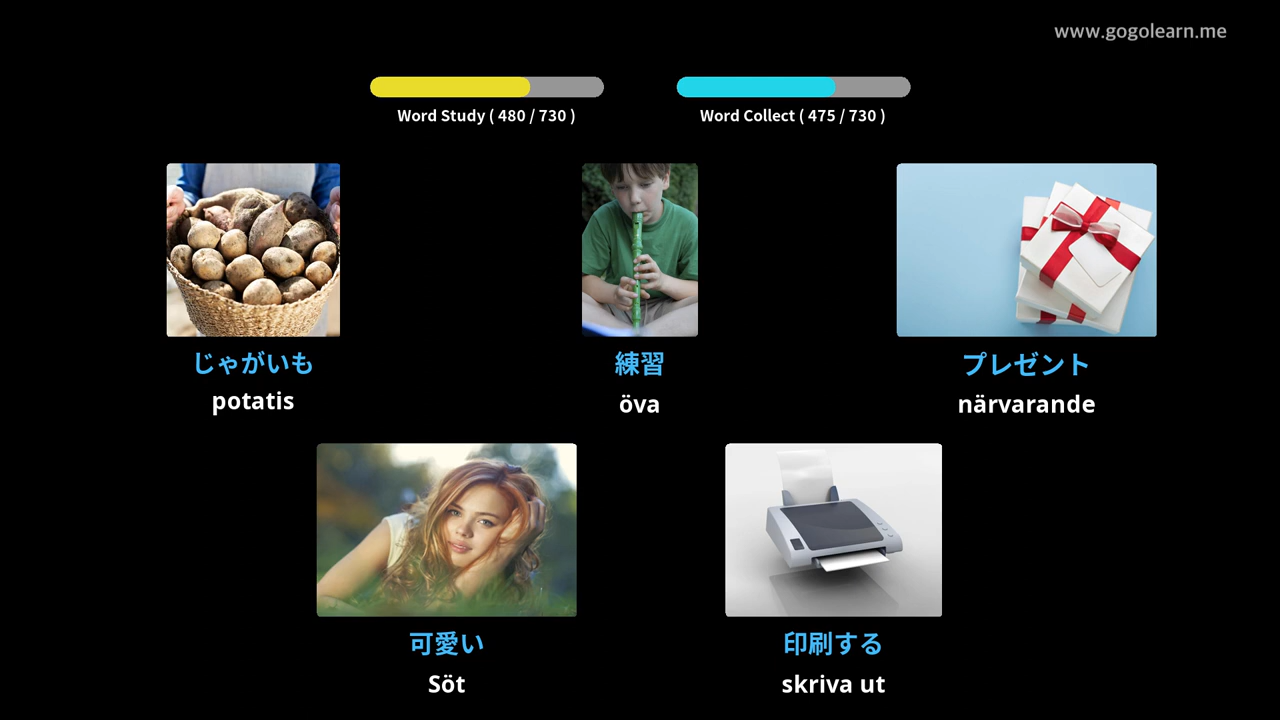 www.gogolearn.me
Word Study ( 480 / 730 )
Word Collect ( 475 / 730 )
じゃがいも
potatis
練習
öva
プレゼント
närvarande
可愛い
Söt
印刷する
skriva ut